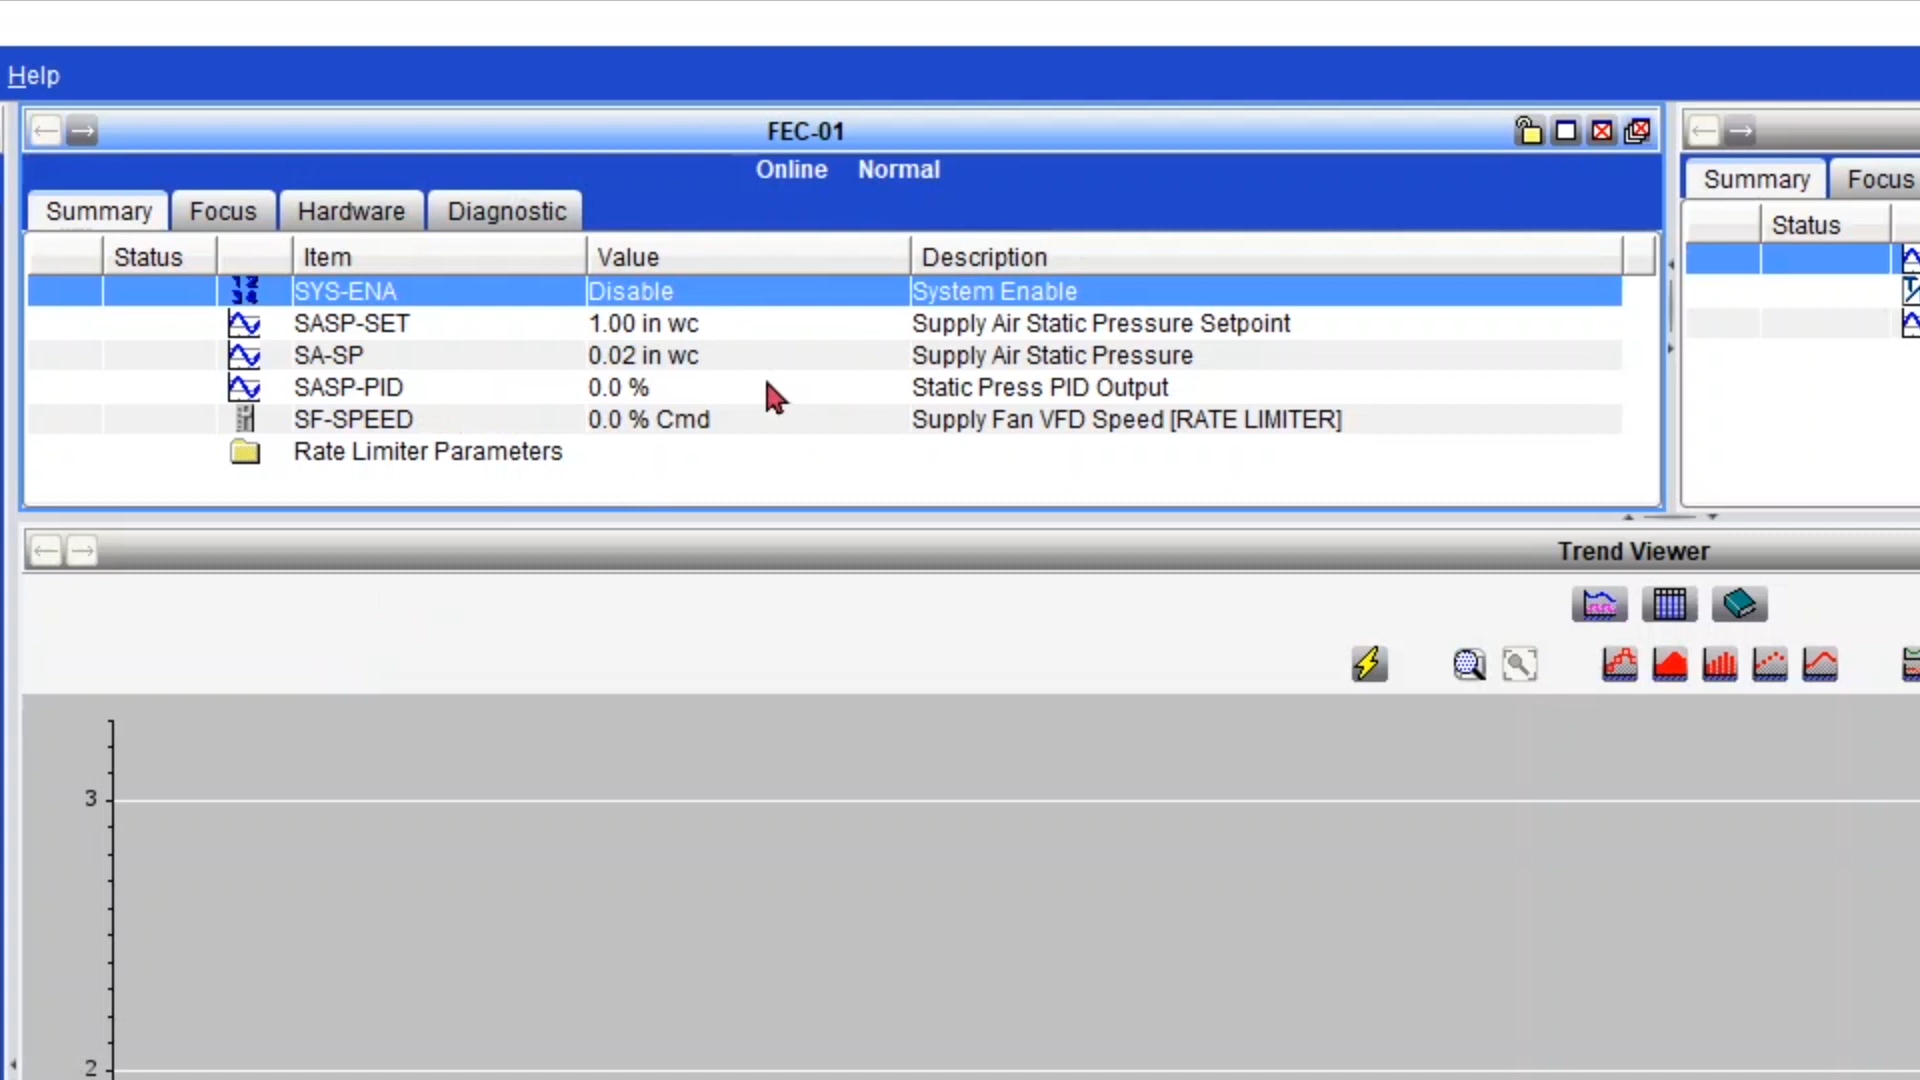 Help
FEC-01
Online Normal
Summary Focus Hardware Diagnostic
Status Item Value Description
SYS-ENA Disable System Enable
SASP-SET 1.00 in wc Supply Air Static Pressure Setpoint
SA-SP 0.02 in wc Supply Air Static Pressure
SASP-PID 0.0 % Static Press PID Output
SF-SPEED 0.0 % Cmd Supply Fan VFD Speed [RATE LIMITER]
Rate Limiter Parameters
Summary Focus
Status
Trend Viewer
3
2